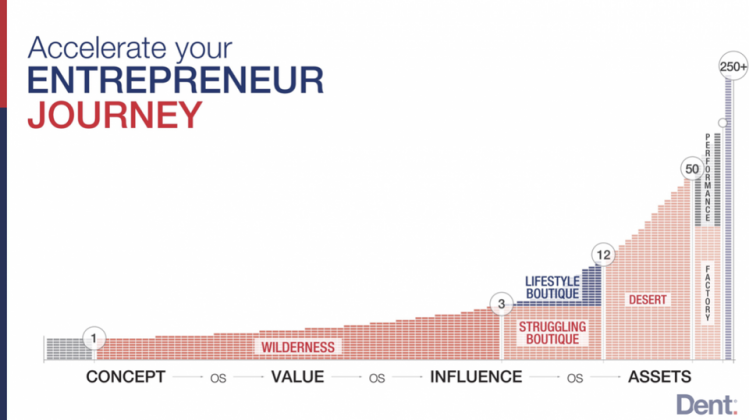 Accelerate your
ENTREPRENEUR
JOURNEY
250+
PERFORMANCE
50
12
LIFESTYLE
BOUTIQUE
3
DESERT
FACTORY
STRUGGLING
BOUTIQUE
1
WILDERNESS
CONCEPT OS VALUE OS INFLUENCE OS ASSETS
Dent: